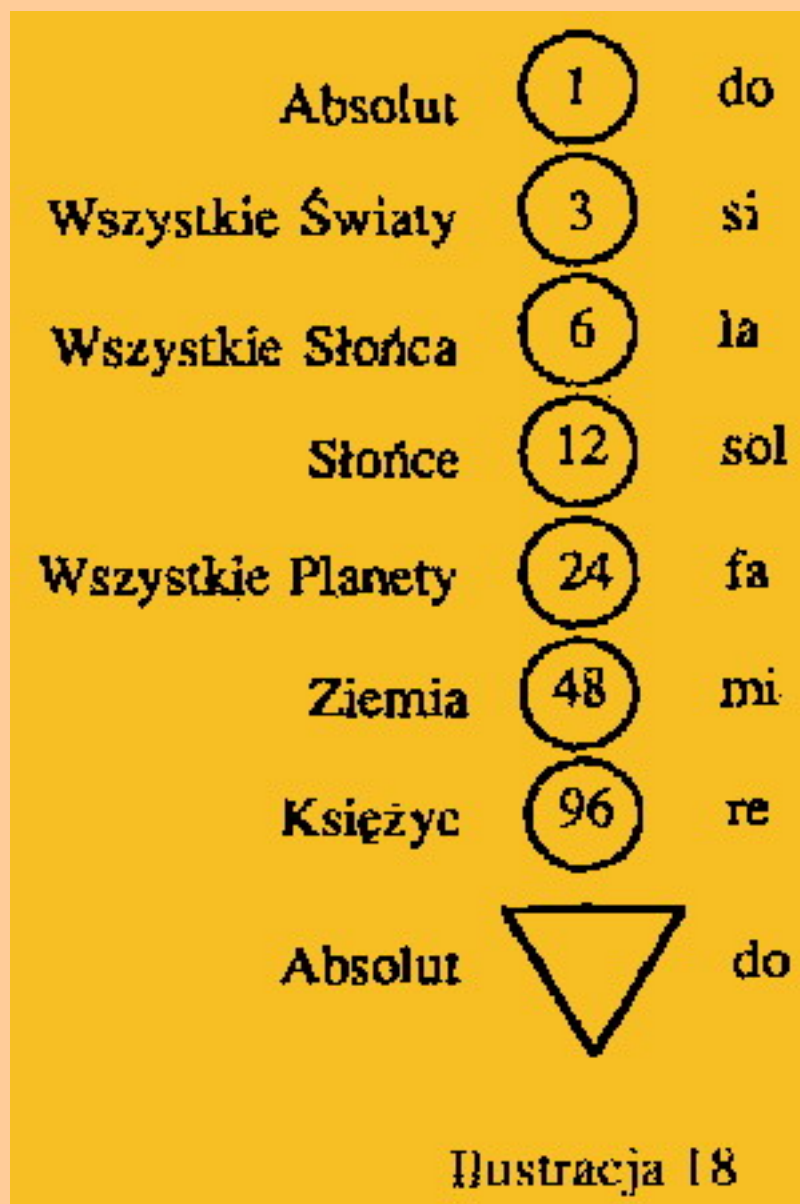 Absolut 1 do
Wszystkie Światy 3 si
Wszystkie Słońca 6 la
Słońce 12 sol
Wszystkie Planety 24 fa
Ziemia 48 mi
Księżyc 96 re
Absolut do
Ilustracja 18